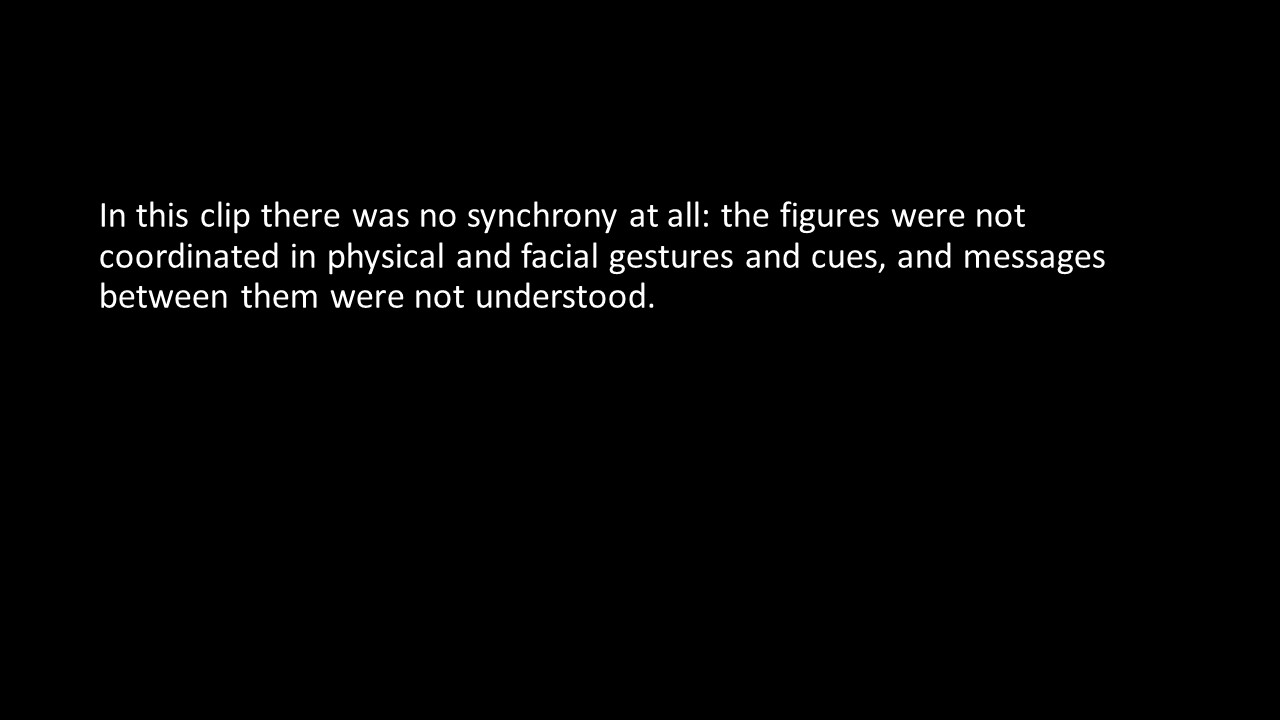 In this clip there was no synchrony at all: the figures were not
coordinated in physical and facial gestures and cues, and messages
between them were not understood.